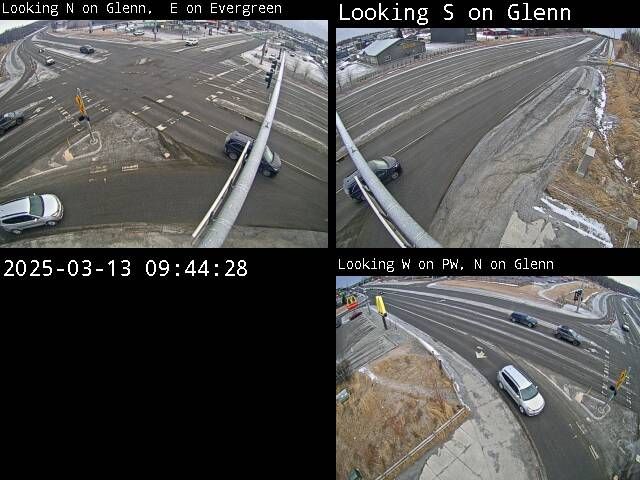 Looking N on Glenn,  E on Evergreen
Looking S on Glenn
2025-03-13 09:44:28
Looking W on PW, N on Glenn